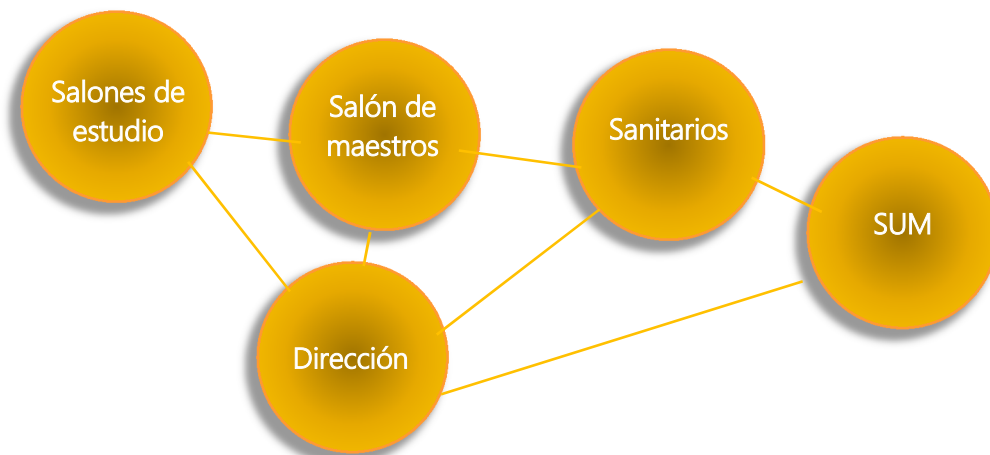 Salones de
estudio
Salón de
maestros
Sanitarios
SUM
Dirección